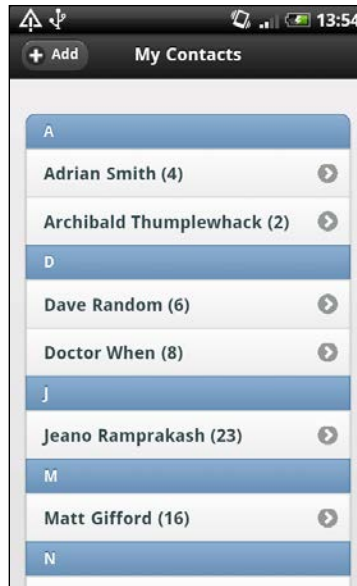 13:54
Add
My Contacts
A
Adrian Smith (4)
Archibald Thumplewhack (2)
D
Dave Random (6)
Doctor When (8)
J
Jeano Ramprakash (23)
M
Matt Gifford (16)
N